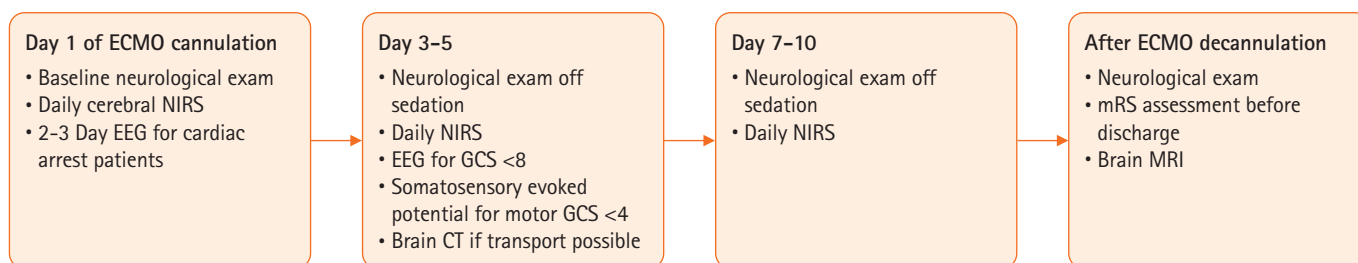 Day 1 of ECMO cannulation
• Baseline neurological exam
• Daily cerebral NIRS
• 2-3 Day EEG for cardiac
arrest patients
Day 3-5
• Neurological exam off
sedation
• Daily NIRS
• EEG for GCS <8
• Somatosensory evoked
potential for motor GCS <4
• Brain CT if transport possible
Day 7-10
• Neurological exam off
sedation
• Daily NIRS
After ECMO decannulation
• Neurological exam
• mRS assessment before
discharge
• Brain MRI